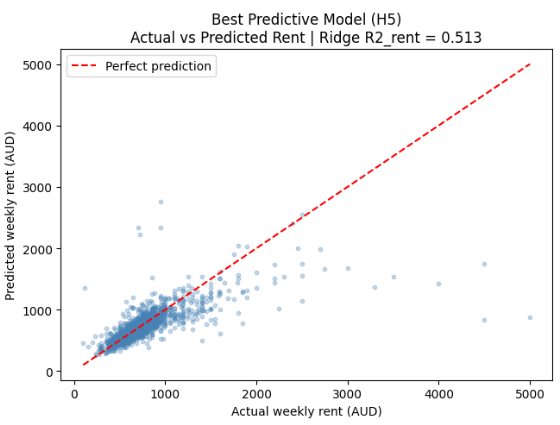 Best Predictive Model (H5)
Actual vs Predicted Rent | Ridge R2_rent = 0.513
Perfect prediction
Predicted weekly rent (AUD)
5000
4000
3000
2000
1000
0
0 1000 2000 3000 4000 5000
Actual weekly rent (AUD)